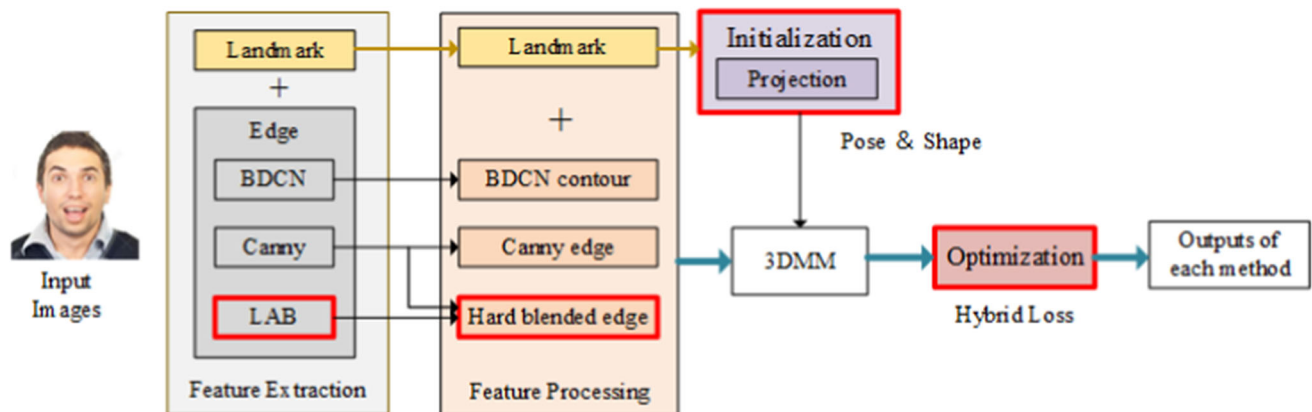 Landmark
+
Edge
BDCN
Canny
LAB
Feature Extraction
Input
Images
Landmark
+
BDCN contour
Canny edge
Hard blended edge
Feature Processing
Initialization
Projection
Pose & Shape
3DMM
Optimization
Hybrid Loss
Outputs of
each method